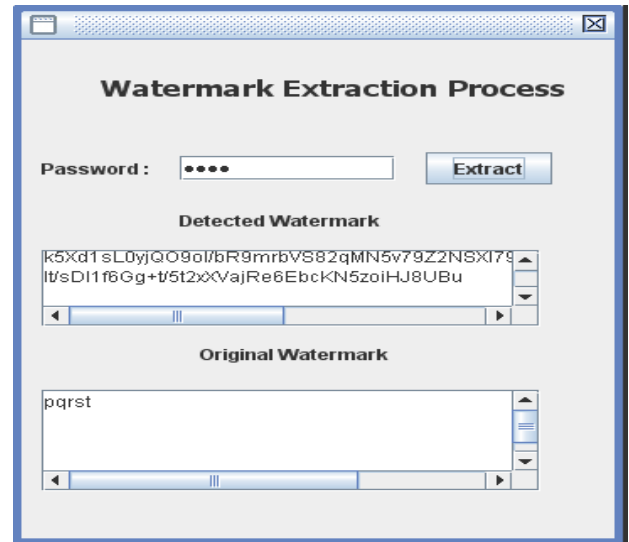 Watermark Extraction Process
Password :
••••
Extract
Detected Watermark
k5Xd1sL0yjQO9ol/bR9mrbVS82qMN5v79Z2NSXl79
lt/sDl1f6Gg+t/5t2xXVajRe6EbcKN5zoiHJ8UBu
Original Watermark
pqrst